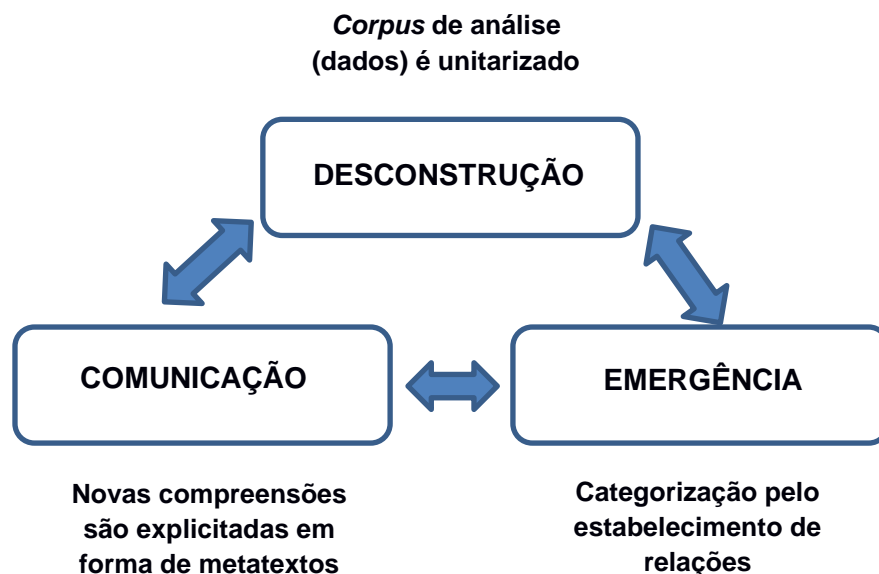 Corpus de análise
(dados) é unitarizado
DESCONSTRUÇÃO
COMUNICAÇÃO
EMERGÊNCIA
Novas compreensões
são explicitadas em
forma de metatextos
Categorização pelo
estabelecimento de
relações